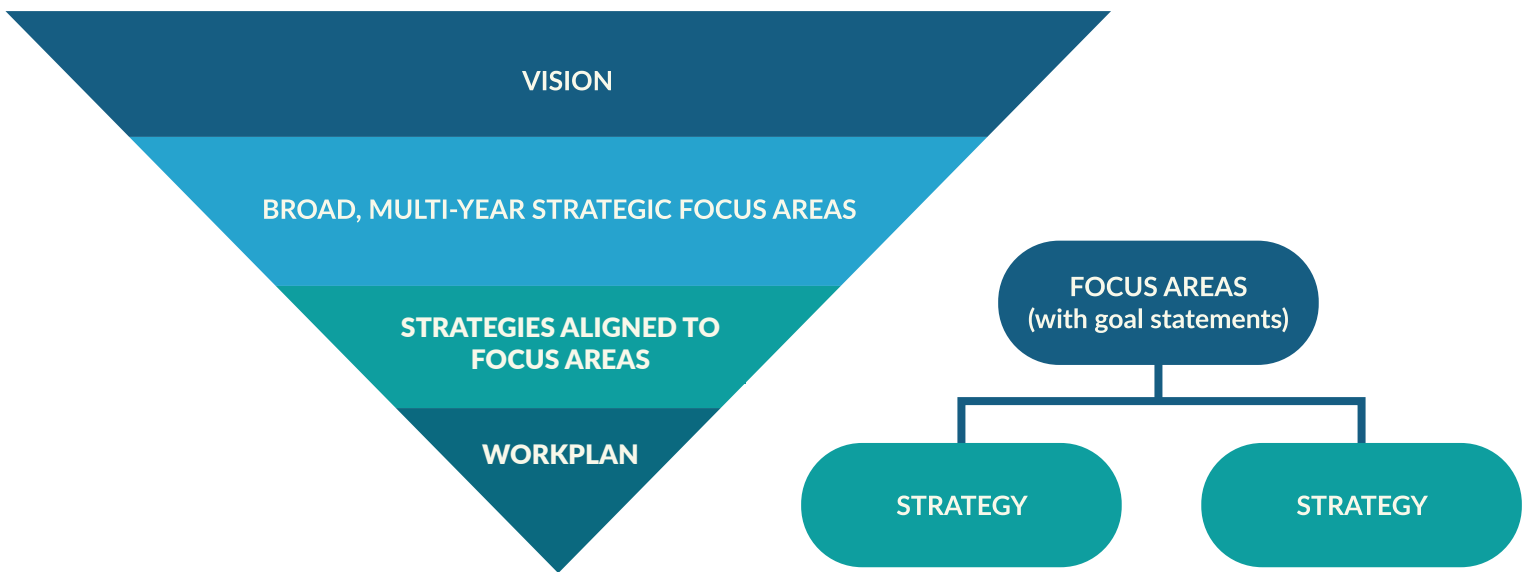 VISION
BROAD, MULTI-YEAR STRATEGIC FOCUS AREAS
STRATEGIES ALIGNED TO
FOCUS AREAS
WORKPLAN
FOCUS AREAS
(with goal statements)
STRATEGY
STRATEGY